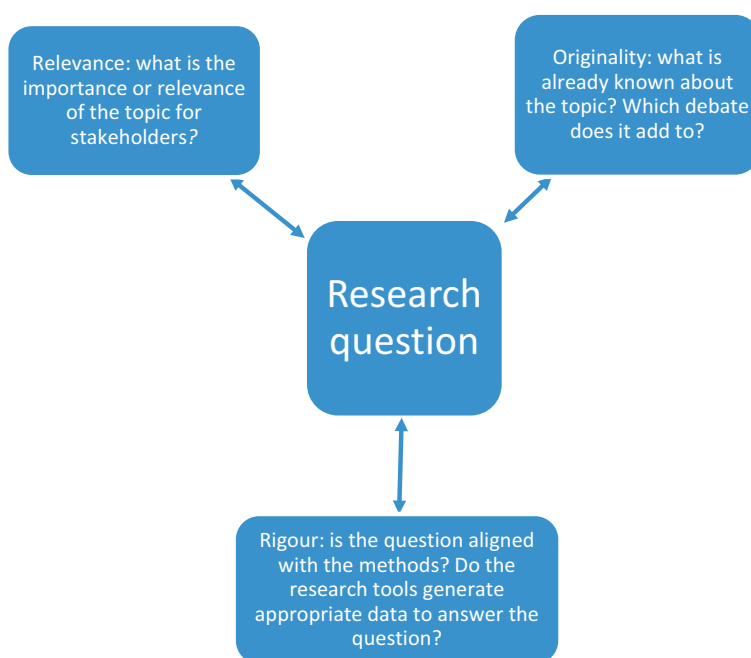 Relevance: what is the
importance or relevance
of the topic for
stakeholders?
Originality: what is
already known about
the topic? Which debate
does it add to?
Research
question
Rigour: is the question aligned
with the methods? Do the
research tools generate
appropriate data to answer the
question?